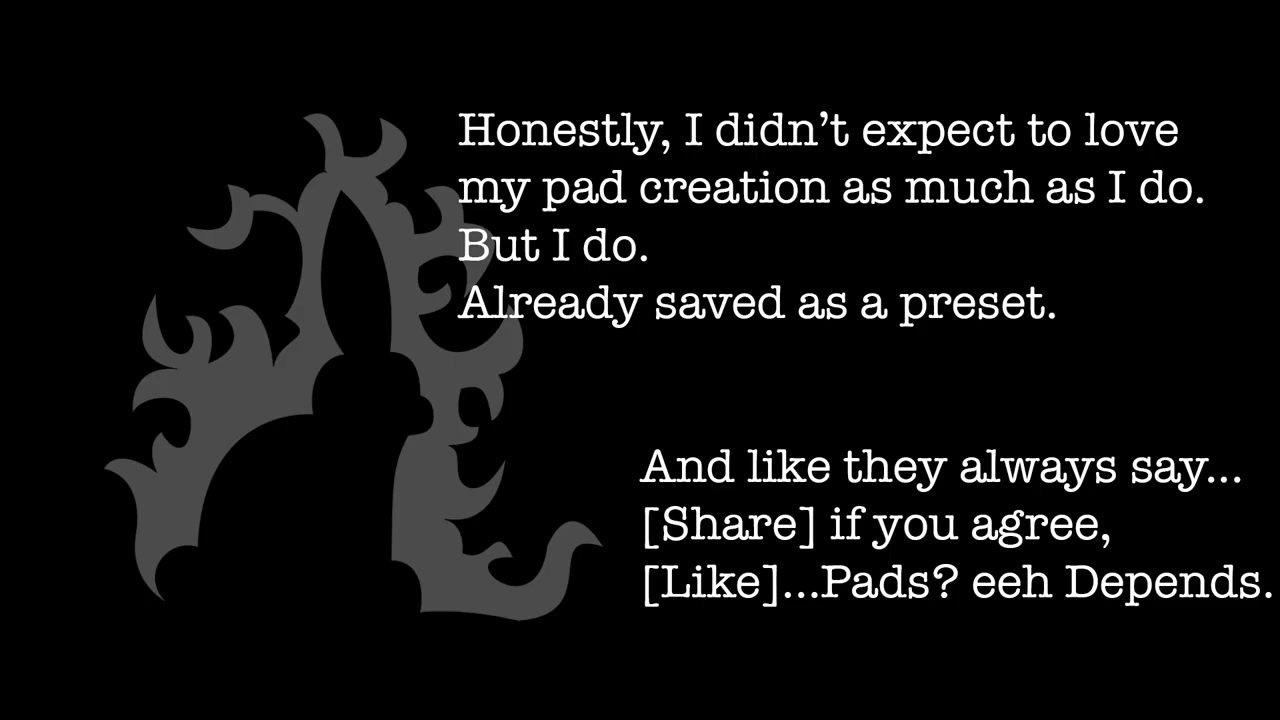 Honestly, I didn’t expect to love
my pad creation as much as I do.
But I do.
Already saved as a preset.
And like they always say...
[Share] if you agree,
[Like]...Pads? eeh Depends.